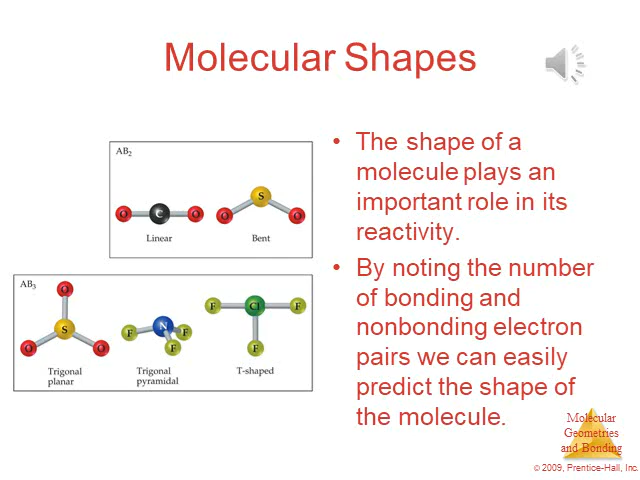 Molecular Shapes
AB₂
O C O
S
O O
Linear Bent
AB₃
O
S
O O
N
F F
F
F Cl F
F
Trigonal
planar
Trigonal
pyramidal
T-shaped
• The shape of a
molecule plays an
important role in its
reactivity.
• By noting the number
of bonding and
nonbonding electron
pairs we can easily
predict the shape of
the molecule.
Molecular
Geometries
and Bonding
© 2009, Prentice-Hall, Inc.